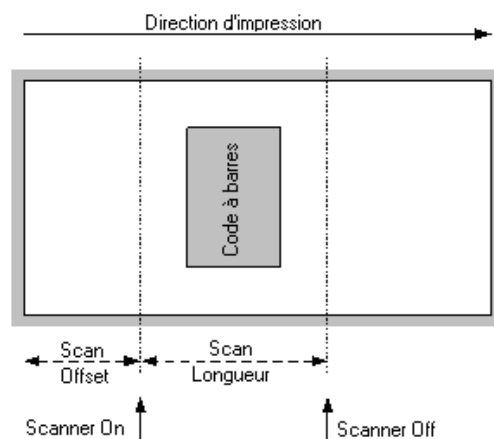 Direction d'impression
Code à barres
Scan
Offset
Scan
Longueur
Scanner On
Scanner Off